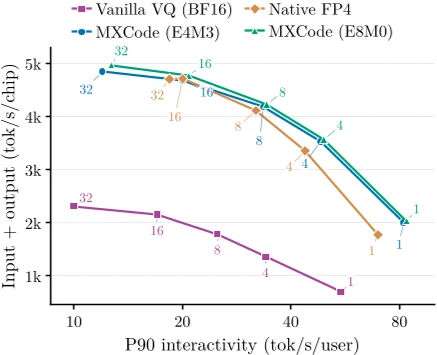 Vanilla VQ (BF16) Native FP4
MXCode (E4M3) MXCode (E8M0)
Input + output (tok/s/chip)
5k
4k
3k
2k
1k
32
16
32
32
16
16
8
8
8
4
4
4
1
1
1
32
16
8
4
1
10 20 40 80
P90 interactivity (tok/s/user)